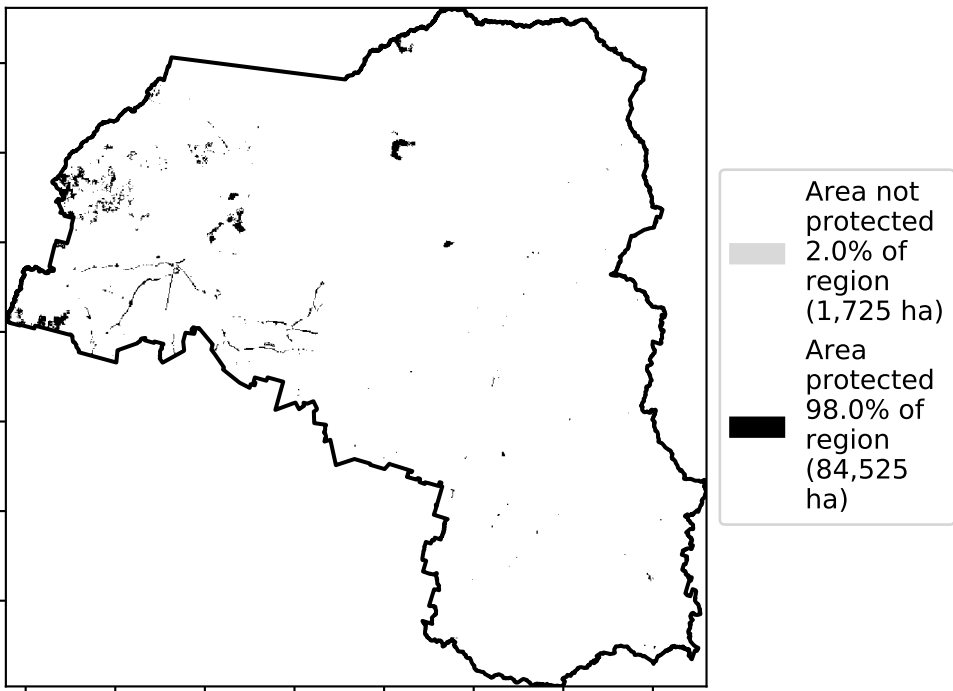 Area not
protected
2.0% of
region
(1,725 ha)
Area
protected
98.0% of
region
(84,525
ha)